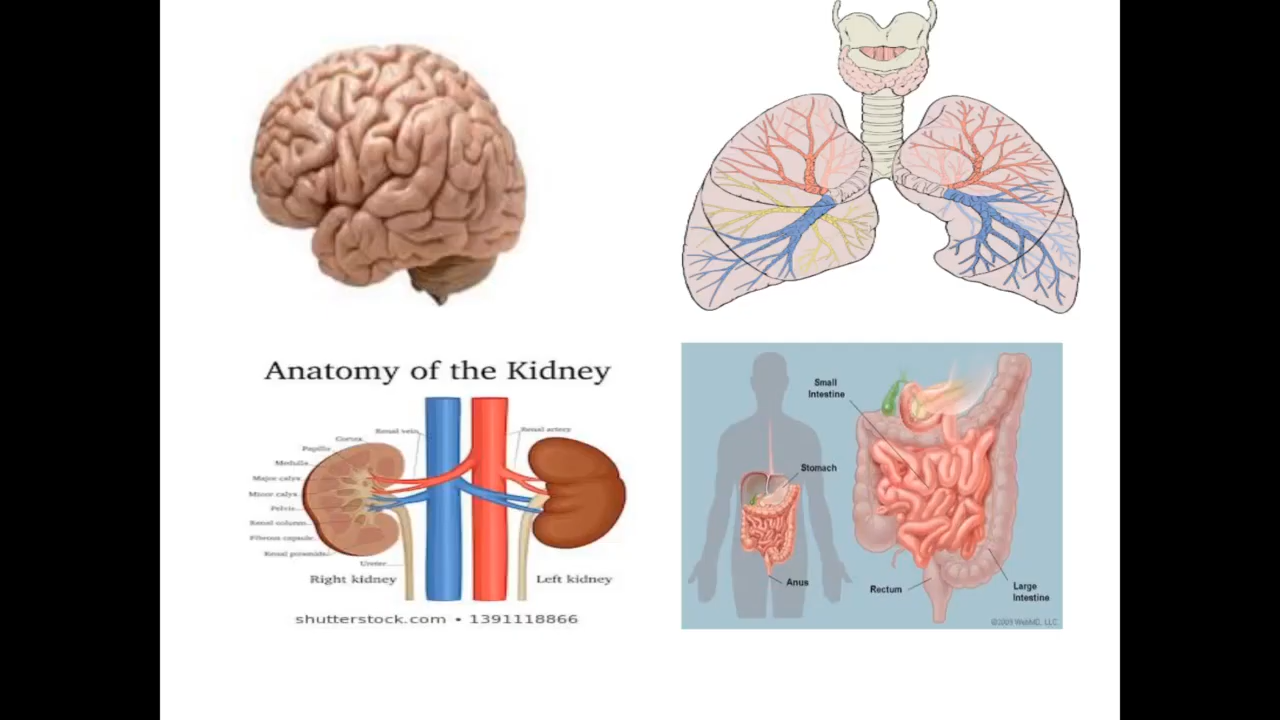 Anatomy of the Kidney
Renal vein
Renal artery
Cortex
Papilla
Medulla
Major calyx
Minor calyx
Pelvis
Renal column
Fibrous capsule
Renal pyramids
Ureter
Right kidney
Left kidney
shutterstock.com • 1391118866
Small
Intestine
Stomach
Anus
Rectum
Large
Intestine
©2009 WebMD, LLC.